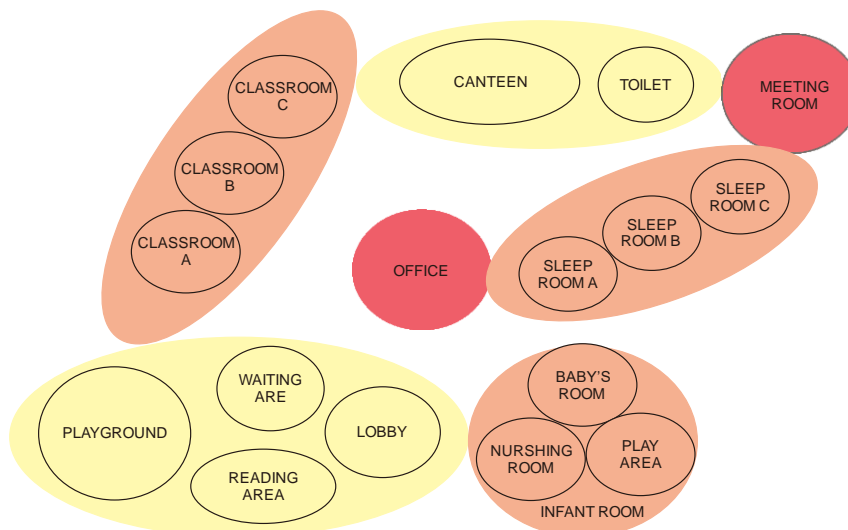 CLASSROOM
C
CANTEEN
TOILET
MEETING
ROOM
CLASSROOM
B
SLEEP
ROOM C
SLEEP
ROOM B
CLASSROOM
A
OFFICE
SLEEP
ROOM A
PLAYGROUND
WAITING
ARE
LOBBY
READING
AREA
BABY'S
ROOM
NURSHING
ROOM
PLAY
AREA
INFANT ROOM